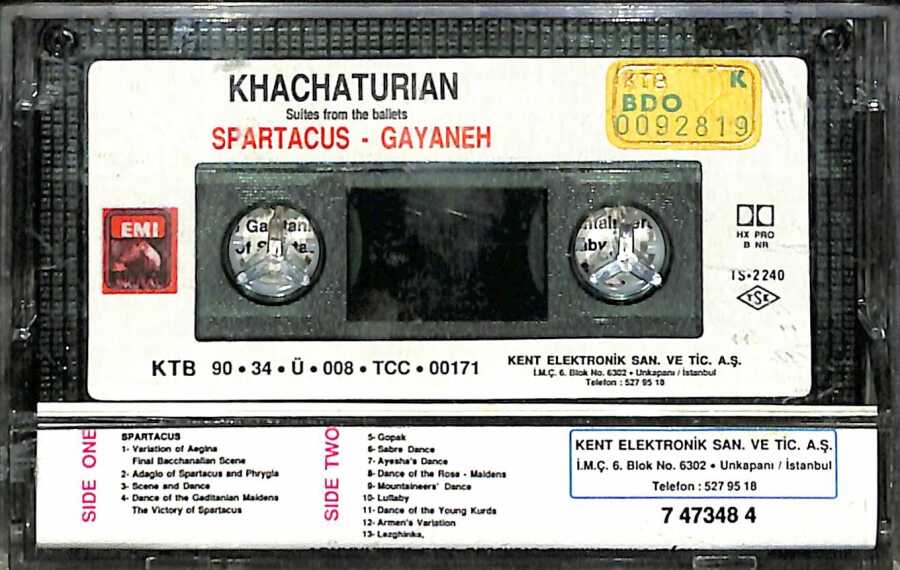 KHACHATURIAN
Suites from the ballets
SPARTACUS - GAYANEH
KTB K
BDO
0092819
EMI
HX PRO
B NR
TS•2240
TSE
KTB 90•34•Ü•008•TCC•00171
KENT ELEKTRONİK SAN. VE TİC. A.Ş.
İ.M.Ç. 6. Blok No. 6302 • Unkapanı / İstanbul
Telefon : 527 95 18
SIDE ONE
SPARTACUS
1- Variation of Aegina
Final Bacchanalian Scene
2- Adagio of Spartacus and Phrygia
3- Scene and Dance
4- Dance of the Gaditanian Maidens
The Victory of Spartacus
SIDE TWO
5- Gopak
6- Sabre Dance
7- Ayesha's Dance
8- Dance of the Rose - Maidens
9- Mountaineers' Dance
10- Lullaby
11- Dance of the Young Kurds
12- Armen's Variation
13- Lezghinka,
KENT ELEKTRONİK SAN. VE TİC. A.Ş.
İ.M.Ç. 6. Blok No. 6302 • Unkapanı / İstanbul
Telefon : 527 95 18
7 47348 4